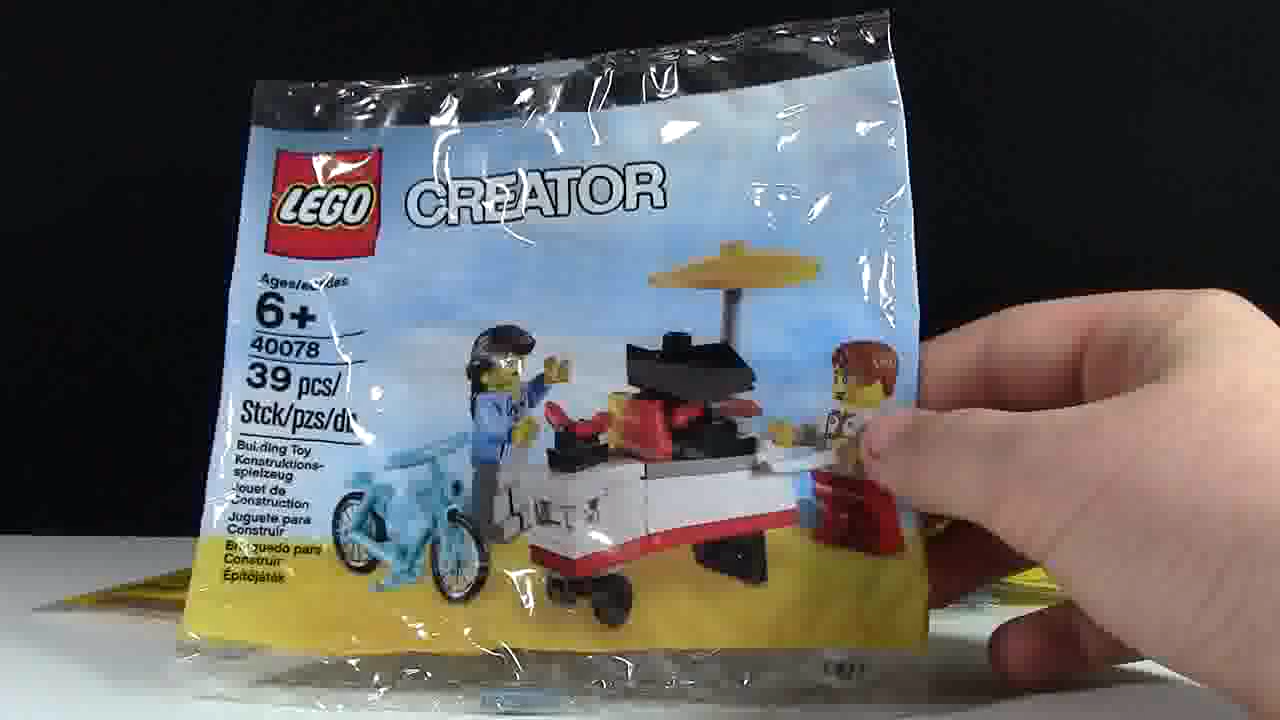 LEGO
CREATOR
Ages/
6+
40078
39 pcs/
Stck/pzs/
Building Toy
Konstruktions-
spielzeug
Jouet de
Construction
Juguete para
Construir
Brinquedo para
Construir
Építőjáték